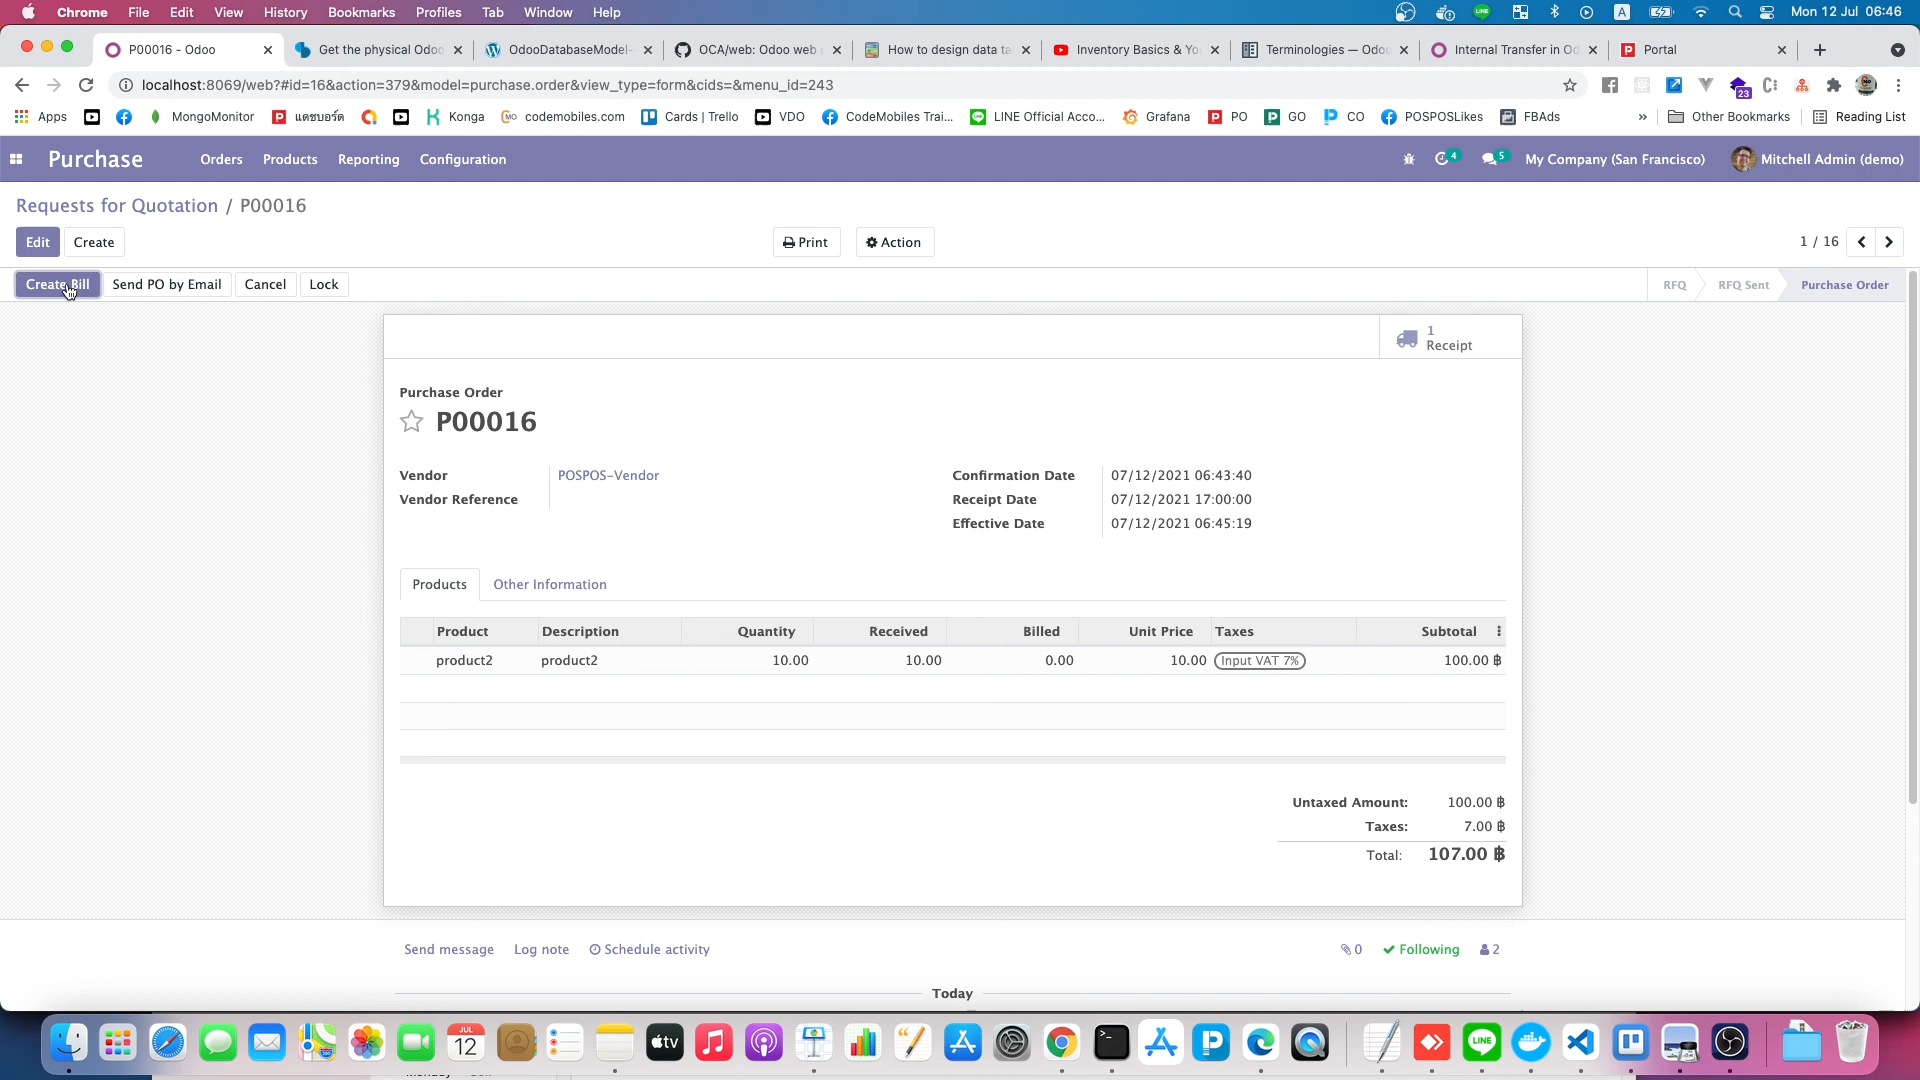 Chrome File Edit View History Bookmarks Profiles Tab Window Help A Mon 12 Jul 06:46
P00016 - Odoo Get the physical Odoo OdooDatabaseModel- OCA/web: Odoo web How to design data ta Inventory Basics & Yo Terminologies — Odoo Internal Transfer in Od Portal
localhost:8069/web?#id=16&action=379&model=purchase.order&view_type=form&cids=&menu_id=243 23
Apps MongoMonitor แดชบอร์ด Konga codemobiles.com Cards | Trello VDO CodeMobiles Trai... LINE Official Acco... Grafana PO GO CO POSPOSLikes FBAds » Other Bookmarks Reading List
Purchase Orders Products Reporting Configuration 4 5 My Company (San Francisco) Mitchell Admin (demo)
Requests for Quotation / P00016
Edit Create Print Action 1 / 16
Create Bill Send PO by Email Cancel Lock RFQ RFQ Sent Purchase Order
1
Receipt
Purchase Order
P00016
Vendor POSPOS-Vendor Confirmation Date 07/12/2021 06:43:40
Vendor Reference Receipt Date 07/12/2021 17:00:00
Effective Date 07/12/2021 06:45:19
Products Other Information
Product Description Quantity Received Billed Unit Price Taxes Subtotal
product2 product2 10.00 10.00 0.00 10.00 Input VAT 7% 100.00 ฿
Untaxed Amount: 100.00 ฿
Taxes: 7.00 ฿
Total: 107.00 ฿
Send message Log note Schedule activity 0 Following 2
Today
JUL
12
tv
LINE